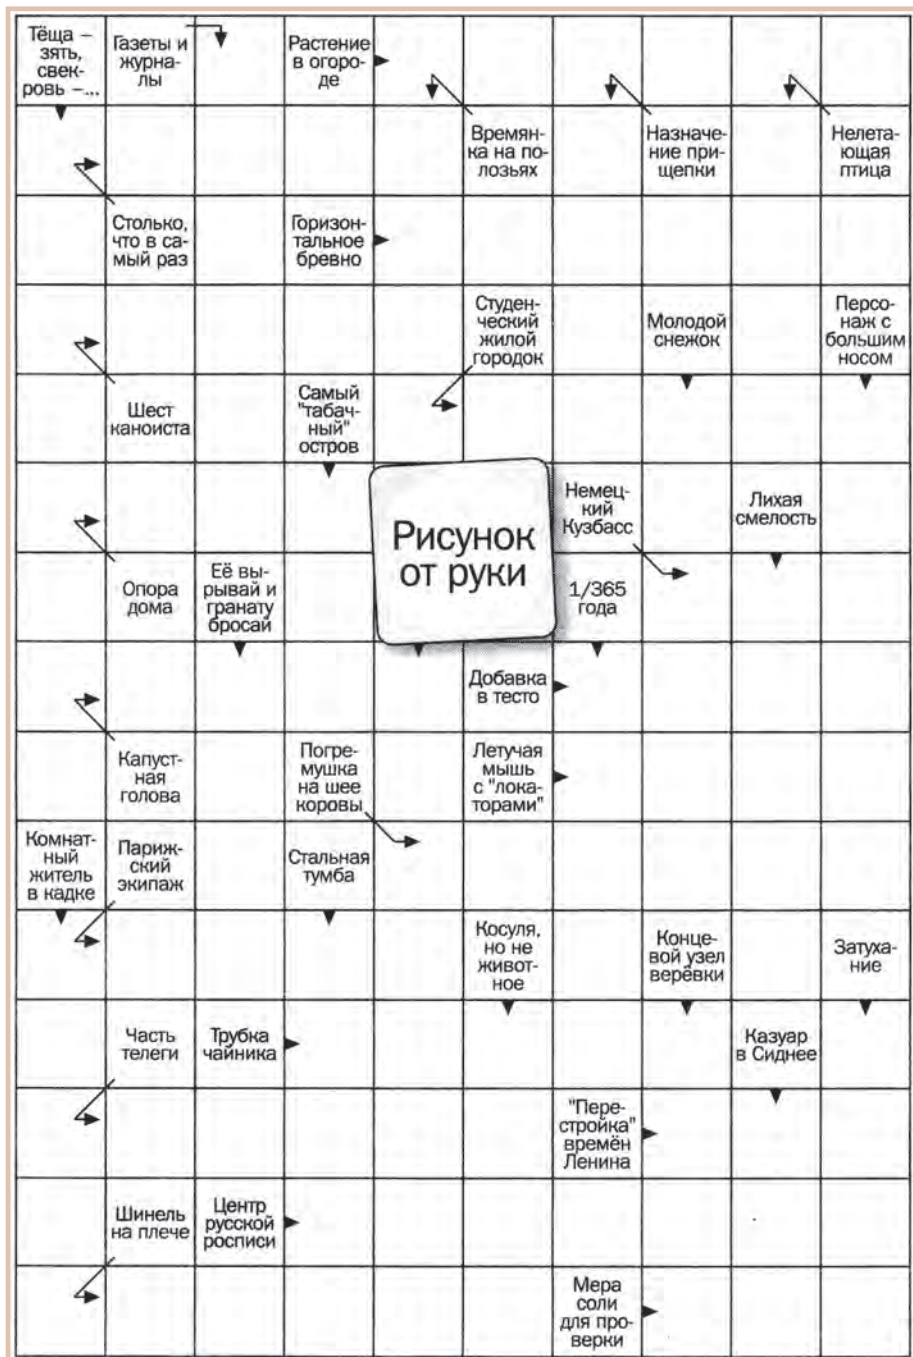 Тёща –
зять,
свек-
ровь –...
Газеты и
журна-
лы
Растение
в огоро-
де
Времян-
ка на по-
лозьях
Назначе-
ние при-
щепки
Нелета-
ющая
птица
Столько,
что в са-
мый раз
Горизон-
тальное
бревно
Студен-
ческий
жилой
городок
Молодой
снежок
Персо-
наж с
большим
носом
Шест
каноиста
Самый
"табач-
ный"
остров
Рисунок
от руки
Немец-
кий
Кузбасс
Лихая
смелость
Опора
дома
Её вы-
рывай и
гранату
бросай
1/365
года
Добавка
в тесто
Капуст-
ная
голова
Погре-
мушка
на шее
коровы
Летучая
мышь
с "лока-
торами"
Комнат-
ный
житель
в кадке
Париж-
ский
экипаж
Стальная
тумба
Косуля,
но не
живот-
ное
Конце-
вой узел
верёвки
Затуха-
ние
Часть
телеги
Трубка
чайника
Казуар
в Сиднее
"Пере-
стройка"
времён
Ленина
Шинель
на плече
Центр
русской
росписи
Мера
соли
для про-
верки